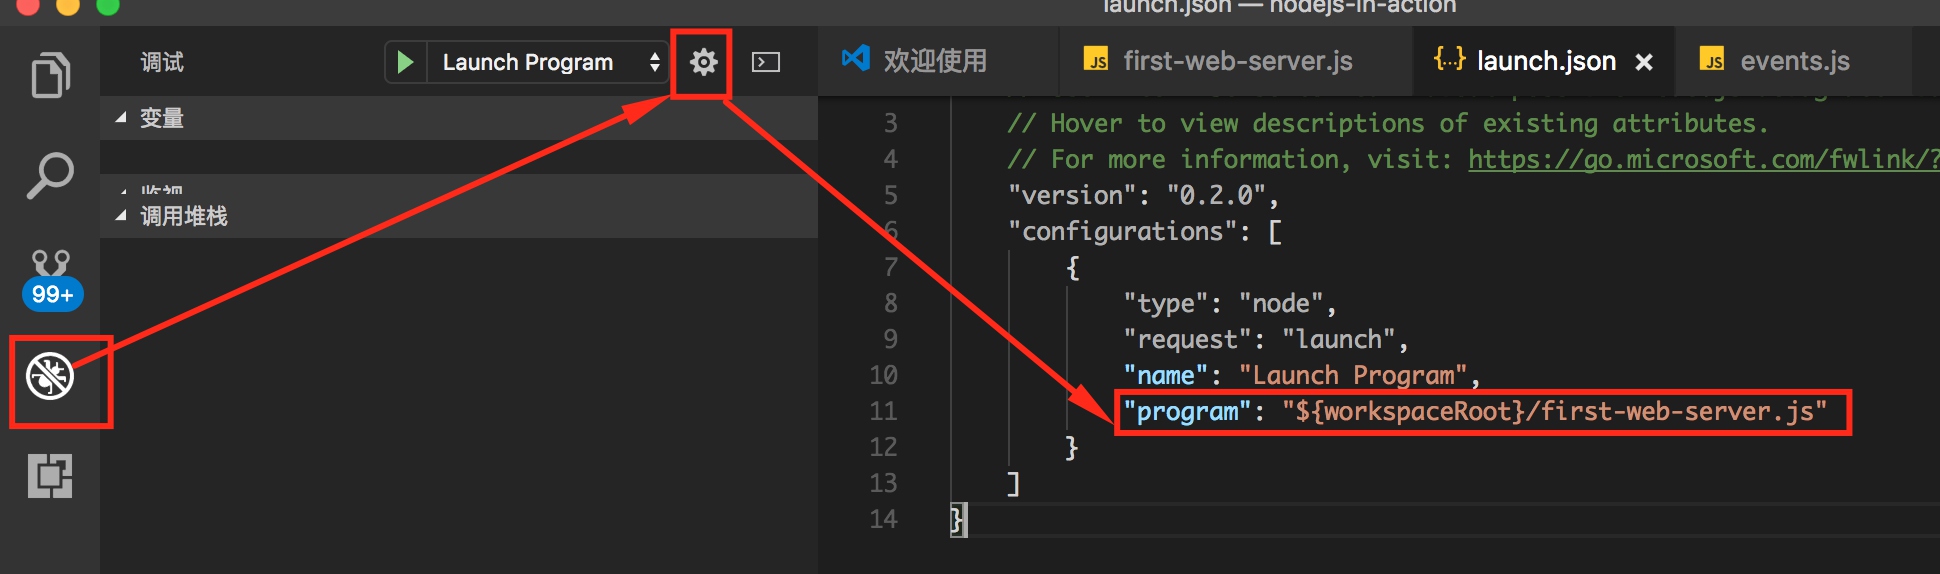 launch.json — nodejs-in-action
调试
Launch Program
欢迎使用
JS first-web-server.js
{...} launch.json ×
JS events.js
变量
监视
调用堆栈
99+
3 // Hover to view descriptions of existing attributes.
4 // For more information, visit: https://go.microsoft.com/fwlink/?
5 "version": "0.2.0",
6 "configurations": [
7 {
8 "type": "node",
9 "request": "launch",
10 "name": "Launch Program",
11 "program": "${workspaceRoot}/first-web-server.js"
12 }
13 ]
14 }